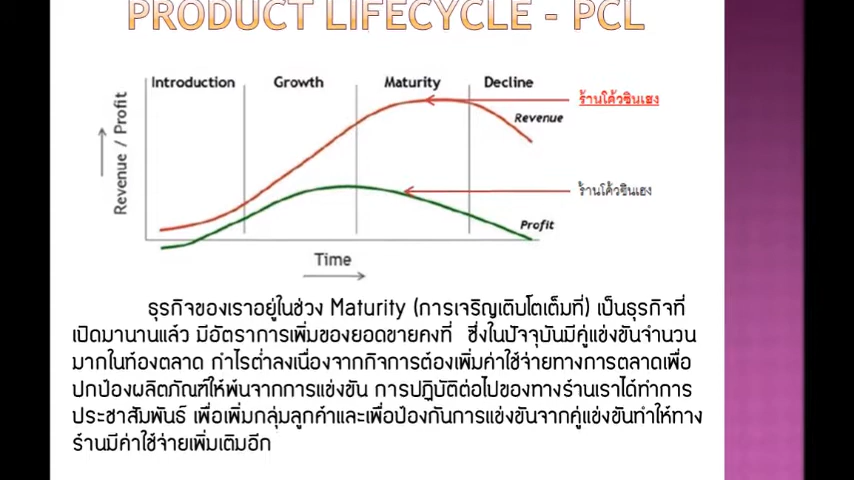 PRODUCT LIFECYCLE - PCL
Introduction Growth Maturity Decline
Revenue / Profit
ร้านโค้วซินเฮง
Revenue
ร้านโค้วซินเฮง
Profit
Time
ธุรกิจของเราอยู่ในช่วง Maturity (การเจริญเติบโตเต็มที่) เป็นธุรกิจที่
เปิดมานานแล้ว มีอัตราการเพิ่มของยอดขายคงที่ ซึ่งในปัจจุบันมีคู่แข่งขันจำนวน
มากในท้องตลาด กำไรต่ำลงเนื่องจากกิจการต้องเพิ่มค่าใช้จ่ายทางการตลาดเพื่อ
ปกป้องผลิตภัณฑ์ให้พ้นจากการแข่งขัน การปฏิบัติต่อไปของทางร้านเราได้ทำการ
ประชาสัมพันธ์ เพื่อเพิ่มกลุ่มลูกค้าและเพื่อป้องกันการแข่งขันจากคู่แข่งขันทำให้ทาง
ร้านมีค่าใช้จ่ายเพิ่มเติมอีก